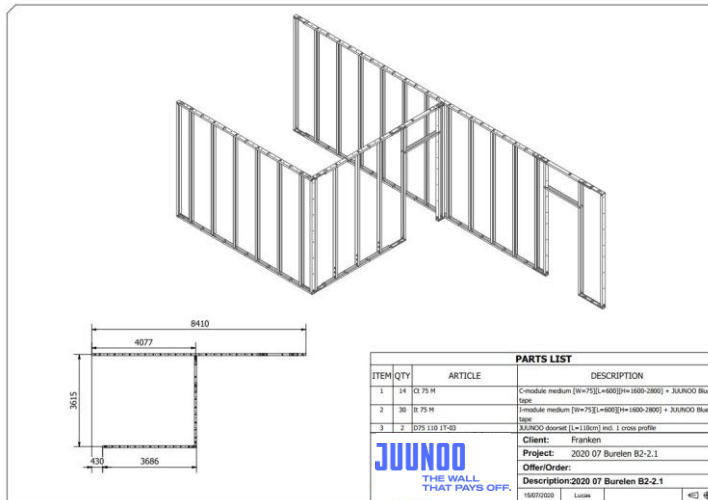 8410
4077
3615
430
3686
PARTS LIST
ITEM QTY ARTICLE DESCRIPTION
1 14 Ct 75 M C-module medium [W=75][L=600][H=1600-2800] + JUUNOO Blue
tape
2 30 It 75 M I-module medium [W=75][L=600][H=1600-2800] + JUUNOO Blue
tape
3 2 D75 110 1T-03 JUUNOO doorset [L=110cm] incl. 1 cross profile
JUUNOO
THE WALL
THAT PAYS OFF.
Client: Franken
Project: 2020 07 Burelen B2-2.1
Offer/Order:
Description:2020 07 Burelen B2-2.1
15/07/2020 Lucas